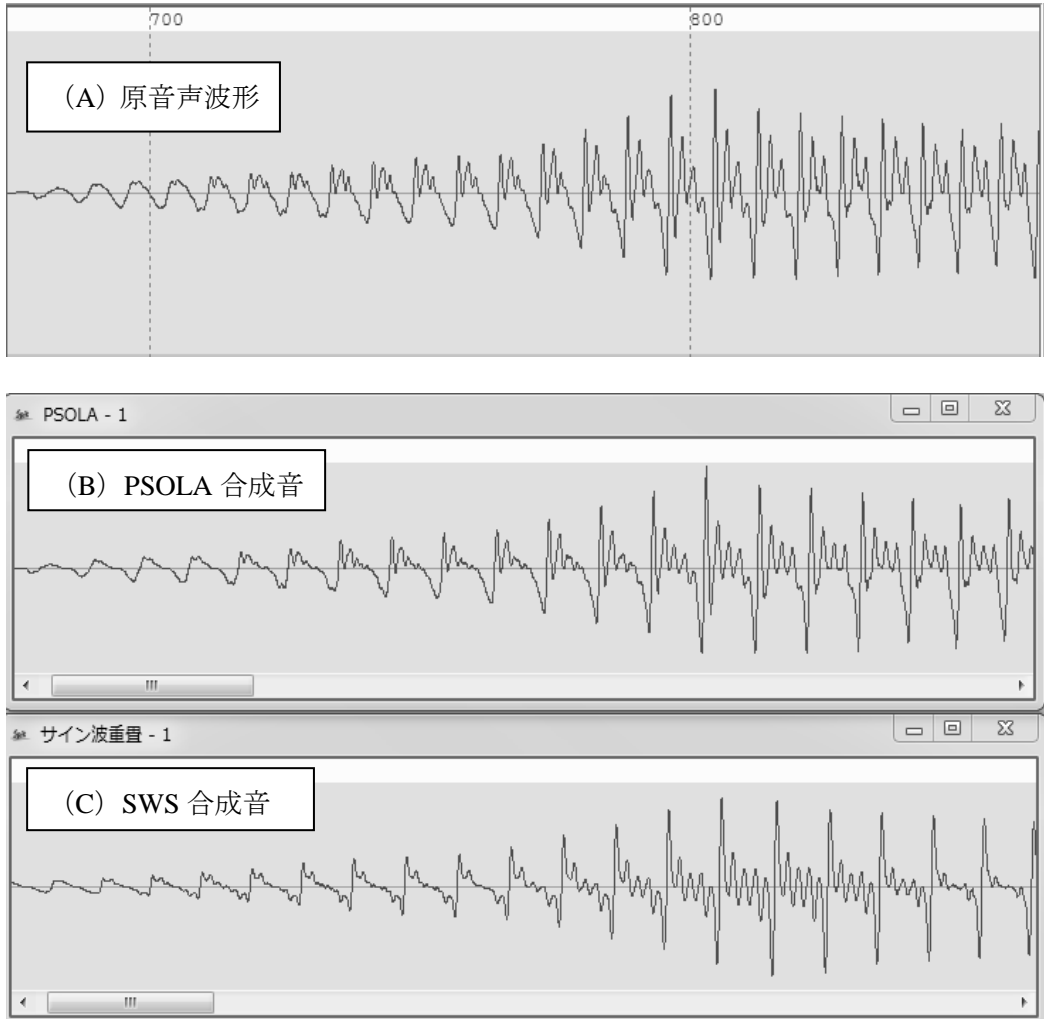 700 800
（A）原音声波形
PSOLA - 1
（B）PSOLA 合成音
サイン波重畳 - 1
（C）SWS 合成音